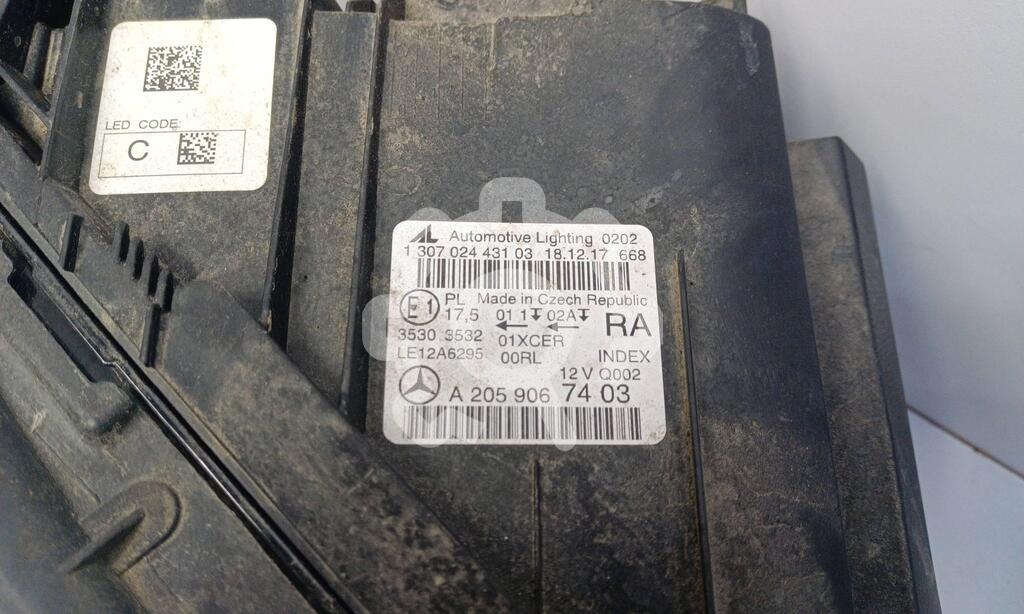 LED CODE:
C
AL Automotive Lighting 0202
1 307 024 431 03 18.12.17 668
E1 PL Made in Czech Republic
17,5 01 1 02A
RA
3530 3532 01XCER
LE12A6295 00RL INDEX
12 V Q002
A 205 906 74 03